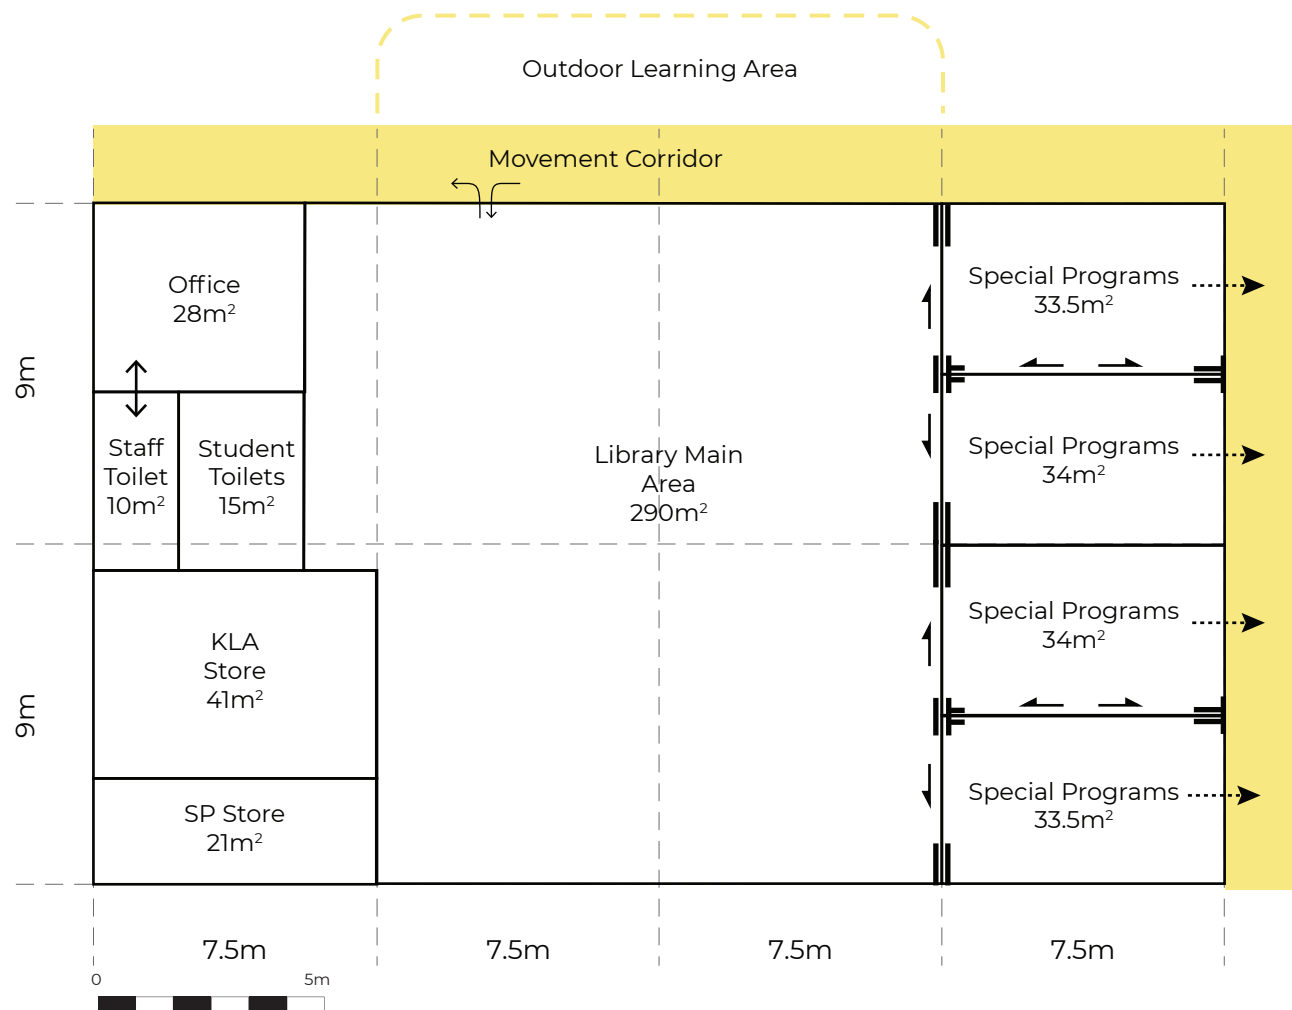 Outdoor Learning Area
Movement Corridor
Office
28m²
Special Programs
33.5m²
9m
Staff
Toilet
10m²
Student
Toilets
15m²
Library Main
Area
290m²
Special Programs
34m²
KLA
Store
41m²
Special Programs
34m²
9m
SP Store
21m²
Special Programs
33.5m²
7.5m
7.5m
7.5m
7.5m
0
5m